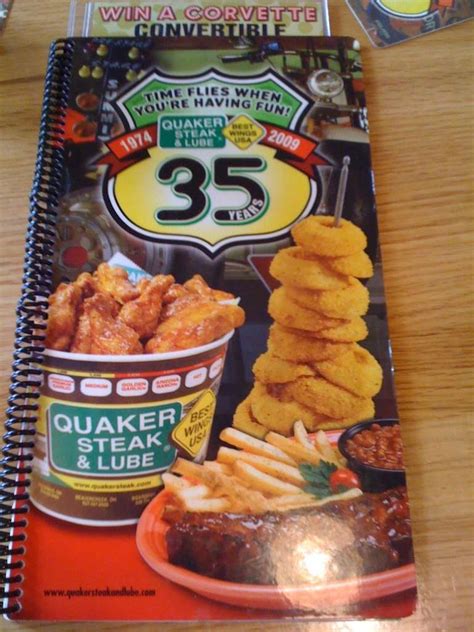 WIN A CORVETTE
CONVERTIBLE
TIME FLIES WHEN
YOU'RE HAVING FUN!
1974
QUAKER
STEAK
& LUBE
BEST
WINGS
USA
2009
35
YEARS
MEDIUM
GOLDEN
GARLIC
ARIZONA
RANCH
HOT
QUAKER
STEAK
& LUBE
BEST
WINGS
USA
www.quakersteak.com
www.quakersteakandlube.com